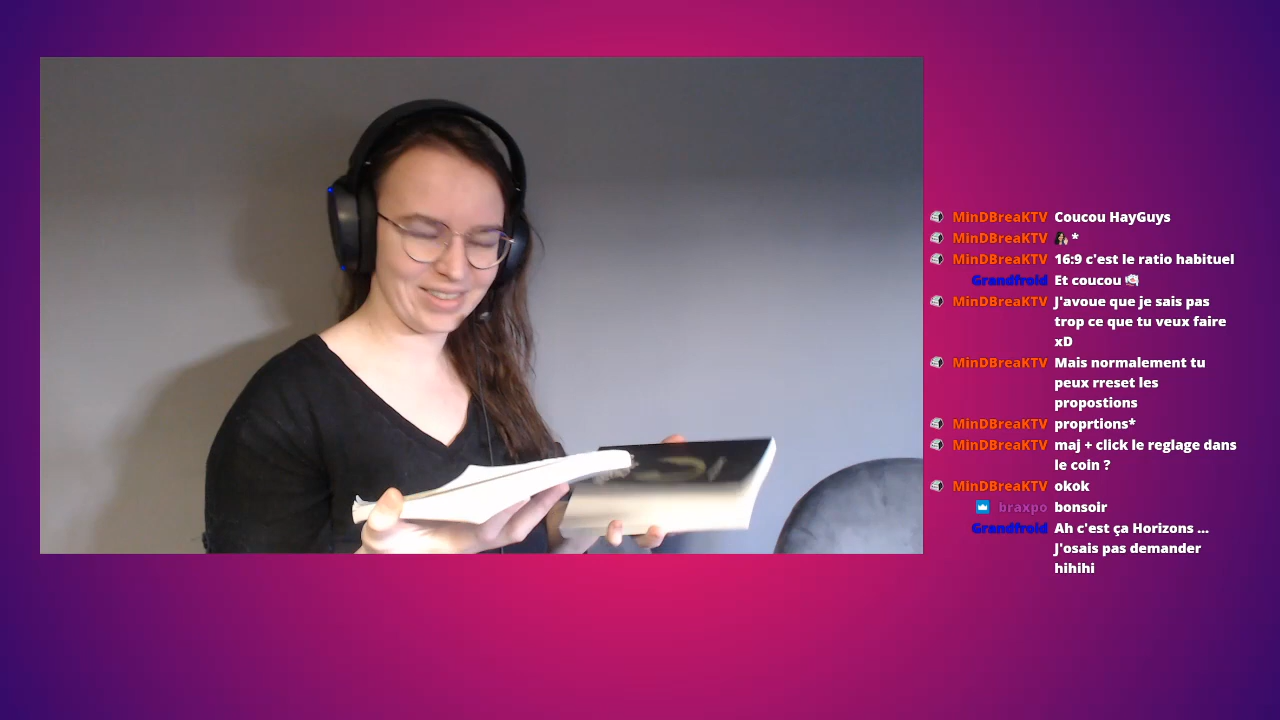 MinDBreaKTV Coucou HayGuys
MinDBreaKTV *
MinDBreaKTV 16:9 c'est le ratio habituel
Grandfroid Et coucou
MinDBreaKTV J'avoue que je sais pas
trop ce que tu veux faire
xD
MinDBreaKTV Mais normalement tu
peux rreset les
propostions
MinDBreaKTV proprtions*
MinDBreaKTV maj + click le reglage dans
le coin ?
MinDBreaKTV okok
braxpo bonsoir
Grandfroid Ah c'est ça Horizons ...
J'osais pas demander
hihihi